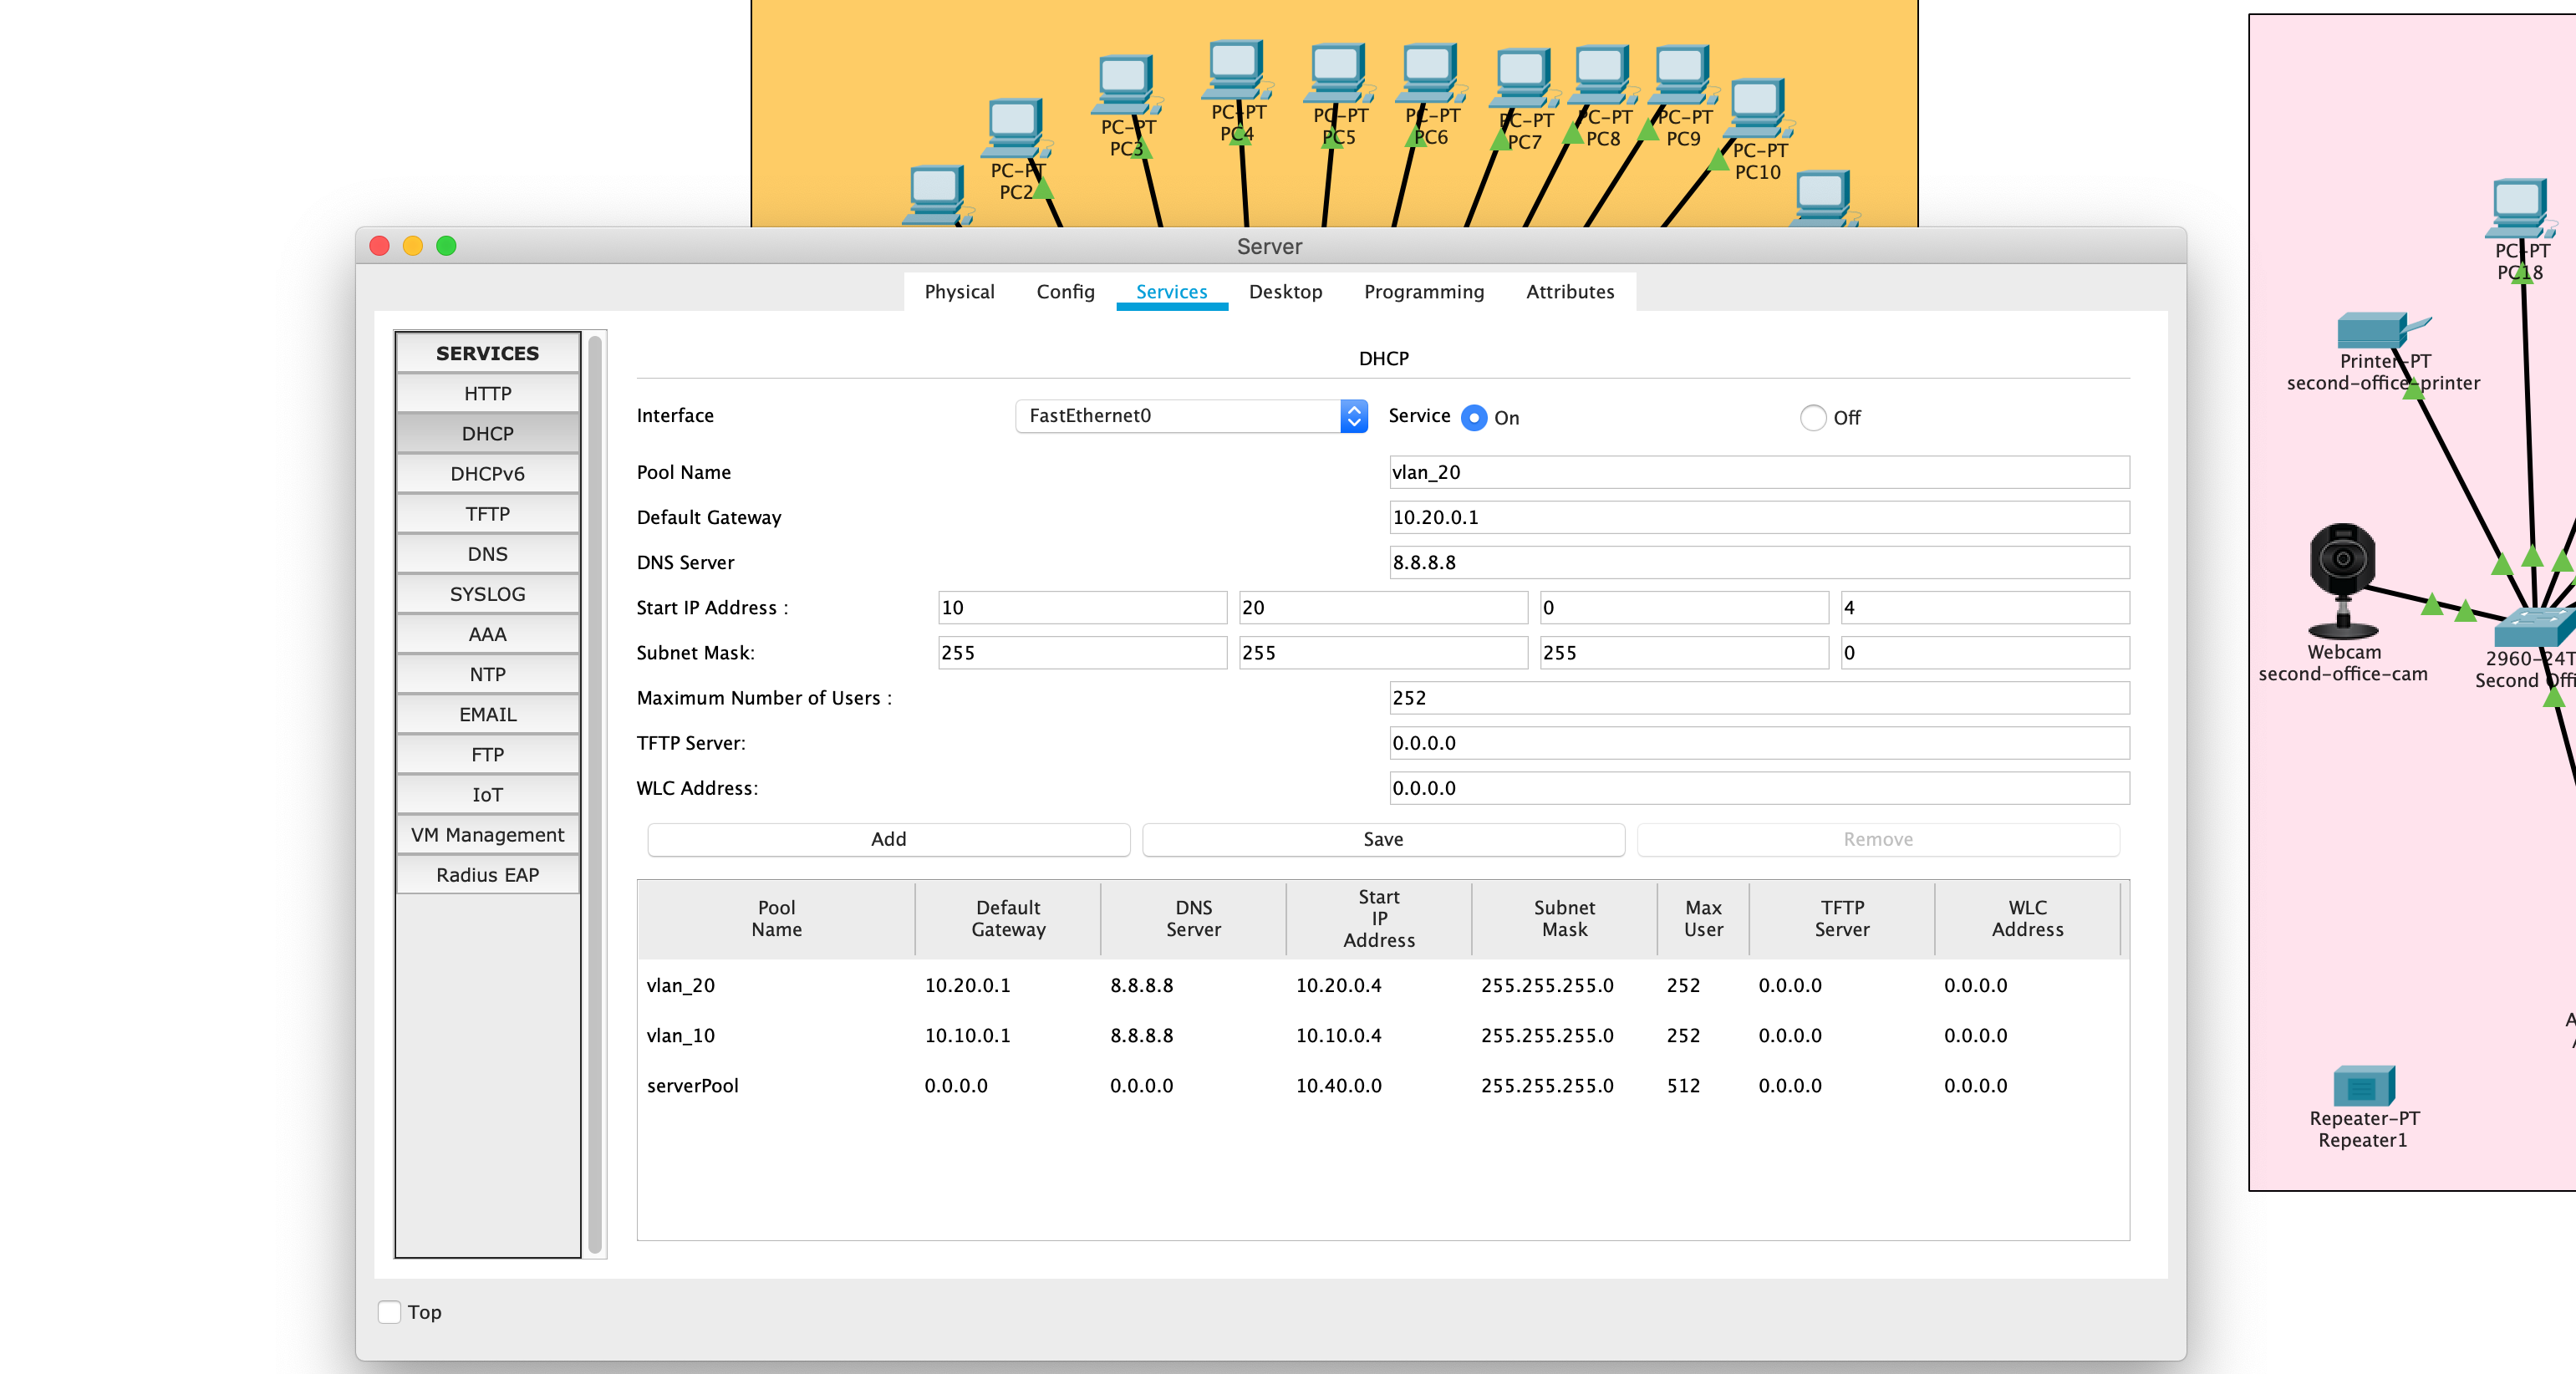 PC-PT
PC2
PC-PT
PC3
PC-PT
PC4
PC-PT
PC5
PC-PT
PC6
PC-PT
PC7
PC-PT
PC8
PC-PT
PC9
PC-PT
PC10
PC-PT
PC18
Printer-PT
second-office-printer
Webcam
second-office-cam
2960-24T
Second Offi
Repeater-PT
Repeater1
Server
Physical Config Services Desktop Programming Attributes
SERVICES
HTTP
DHCP
DHCPv6
TFTP
DNS
SYSLOG
AAA
NTP
EMAIL
FTP
IoT
VM Management
Radius EAP
DHCP
Interface FastEthernet0 Service On Off
Pool Name vlan_20
Default Gateway 10.20.0.1
DNS Server 8.8.8.8
Start IP Address : 10 20 0 4
Subnet Mask: 255 255 255 0
Maximum Number of Users : 252
TFTP Server: 0.0.0.0
WLC Address: 0.0.0.0
Add Save Remove
Pool Name Default Gateway DNS Server Start IP Address Subnet Mask Max User TFTP Server WLC Address
vlan_20 10.20.0.1 8.8.8.8 10.20.0.4 255.255.255.0 252 0.0.0.0 0.0.0.0
vlan_10 10.10.0.1 8.8.8.8 10.10.0.4 255.255.255.0 252 0.0.0.0 0.0.0.0
serverPool 0.0.0.0 0.0.0.0 10.40.0.0 255.255.255.0 512 0.0.0.0 0.0.0.0
Top